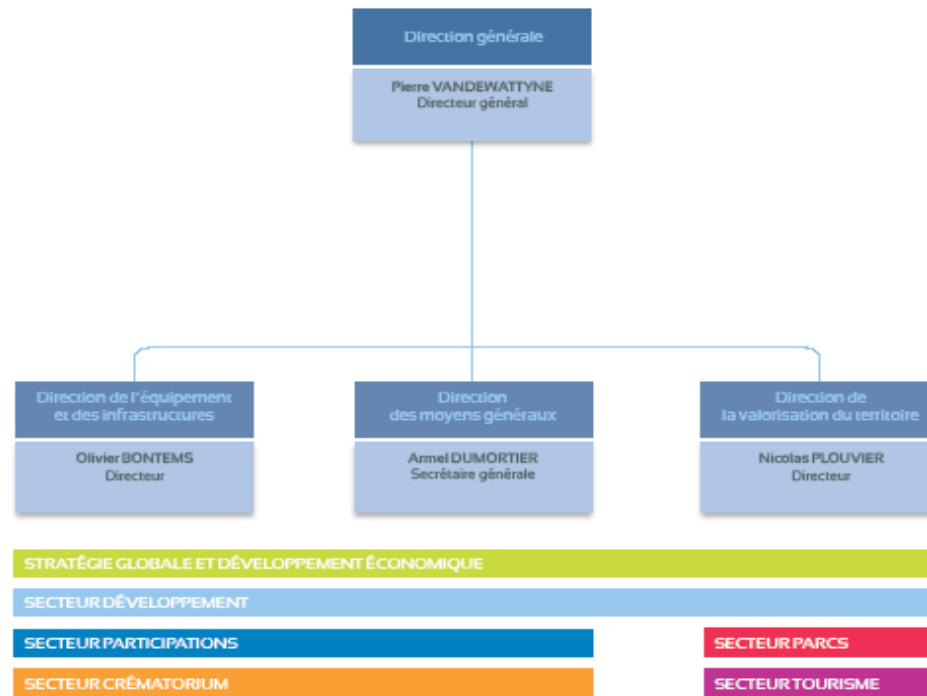 Direction générale
Pierre VANDEWATTYNE
Directeur général
Direction de l'équipement
et des infrastructures
Olivier BONTEMS
Directeur
Direction
des moyens généraux
Armel DUMORTIER
Secrétaire générale
Direction de
la valorisation du territoire
Nicolas PLOUVIER
Directeur
STRATÉGIE GLOBALE ET DÉVELOPPEMENT ÉCONOMIQUE
SECTEUR DÉVELOPPEMENT
SECTEUR PARTICIPATIONS
SECTEUR PARCS
SECTEUR CRÉMATORIUM
SECTEUR TOURISME